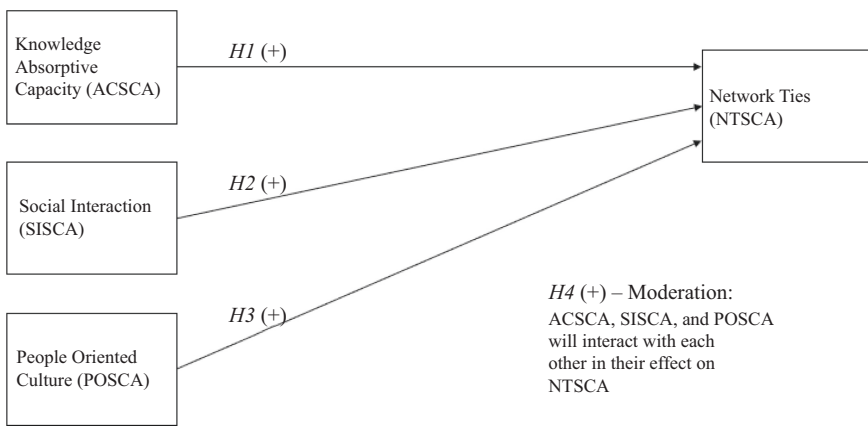 Knowledge
Absorptive
Capacity (ACSCA)
H1 (+)
Network Ties
(NTSCA)
Social Interaction
(SISCA)
H2 (+)
People Oriented
Culture (POSCA)
H3 (+)
H4 (+) – Moderation:
ACSCA, SISCA, and POSCA
will interact with each
other in their effect on
NTSCA